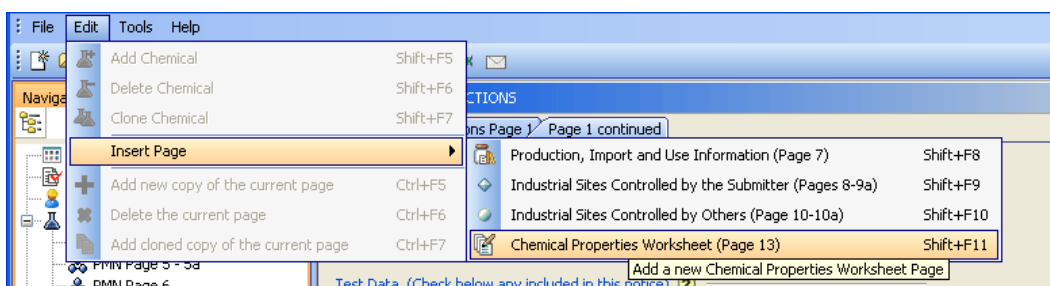 File Edit Tools Help
Add Chemical Shift+F5
Delete Chemical Shift+F6
Clone Chemical Shift+F7
Insert Page
Add new copy of the current page Ctrl+F5
Delete the current page Ctrl+F6
Add cloned copy of the current page Ctrl+F7
Naviga
CTIONS
ons Page 1 Page 1 continued
Production, Import and Use Information (Page 7) Shift+F8
Industrial Sites Controlled by the Submitter (Pages 8-9a) Shift+F9
Industrial Sites Controlled by Others (Page 10-10a) Shift+F10
Chemical Properties Worksheet (Page 13) Shift+F11
Add a new Chemical Properties Worksheet Page
PMN Page 5 - 5a
PMN Page 6
Test Data (Check below any included in this notice)